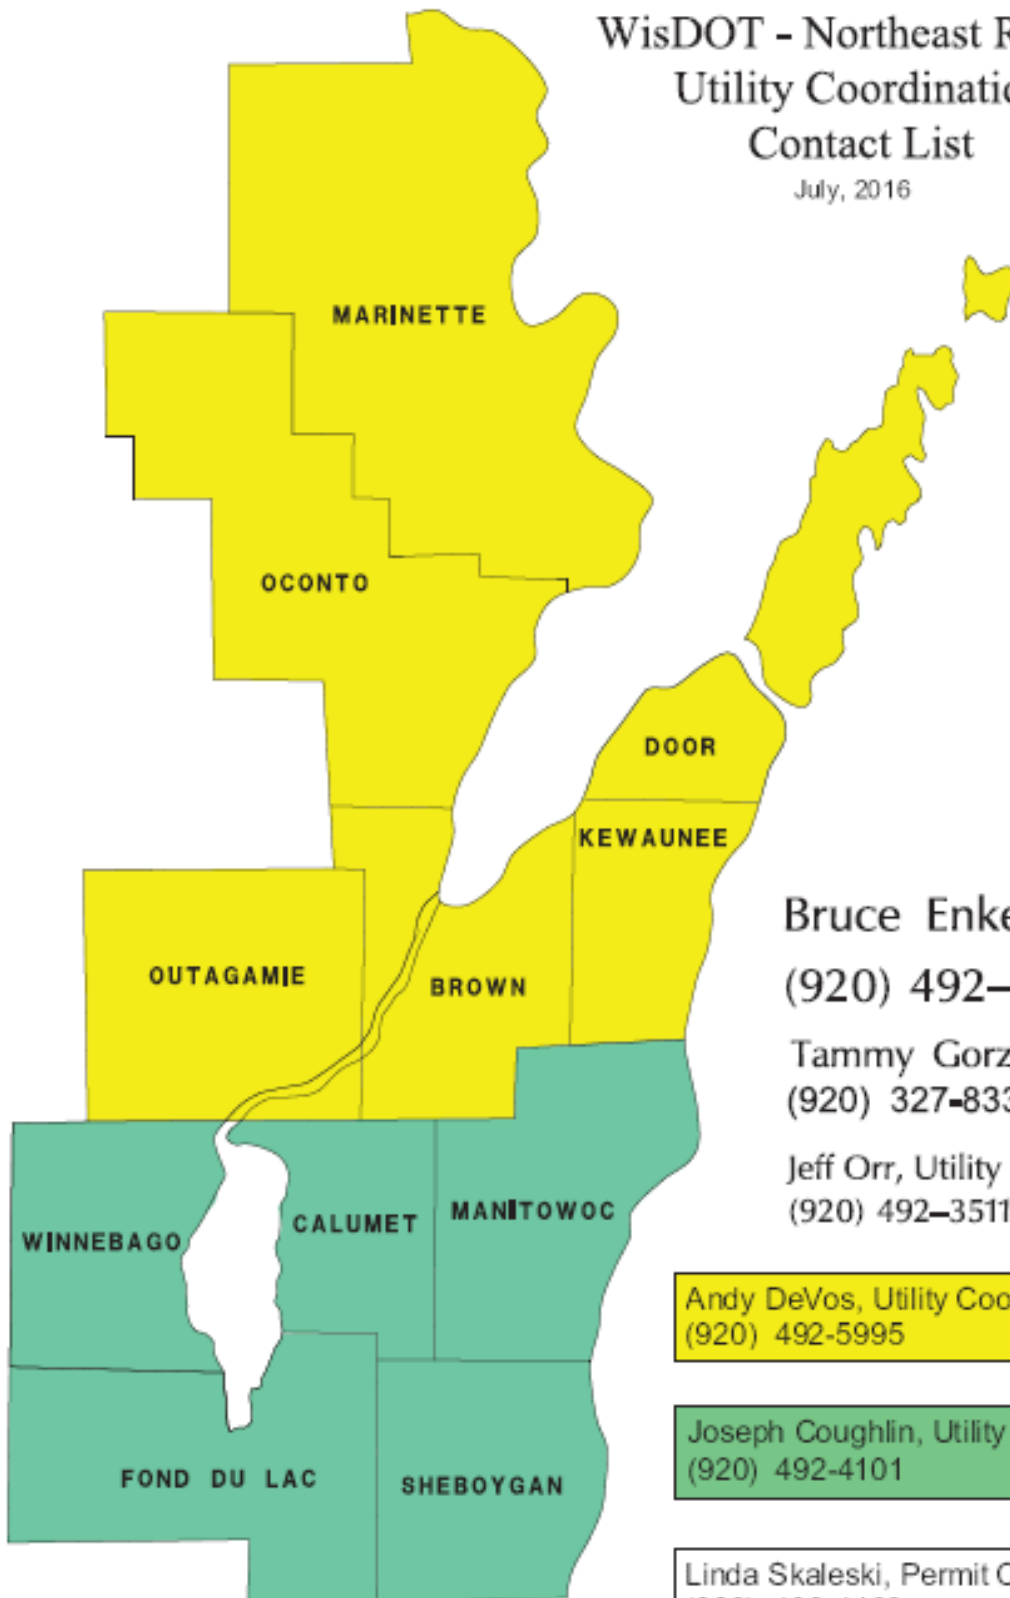 WisDOT - Northeast R
Utility Coordinatio
Contact List
July, 2016
MARINETTE
OCONTO
DOOR
KEWAUNEE
OUTAGAMIE
BROWN
Bruce Enke
(920) 492–
Tammy Gorz
(920) 327-833
Jeff Orr, Utility
(920) 492–3511
WINNEBAGO
CALUMET
MANITOWOC
Andy DeVos, Utility Coo
(920) 492-5995
Joseph Coughlin, Utility
(920) 492-4101
FOND DU LAC
SHEBOYGAN
Linda Skaleski, Permit C